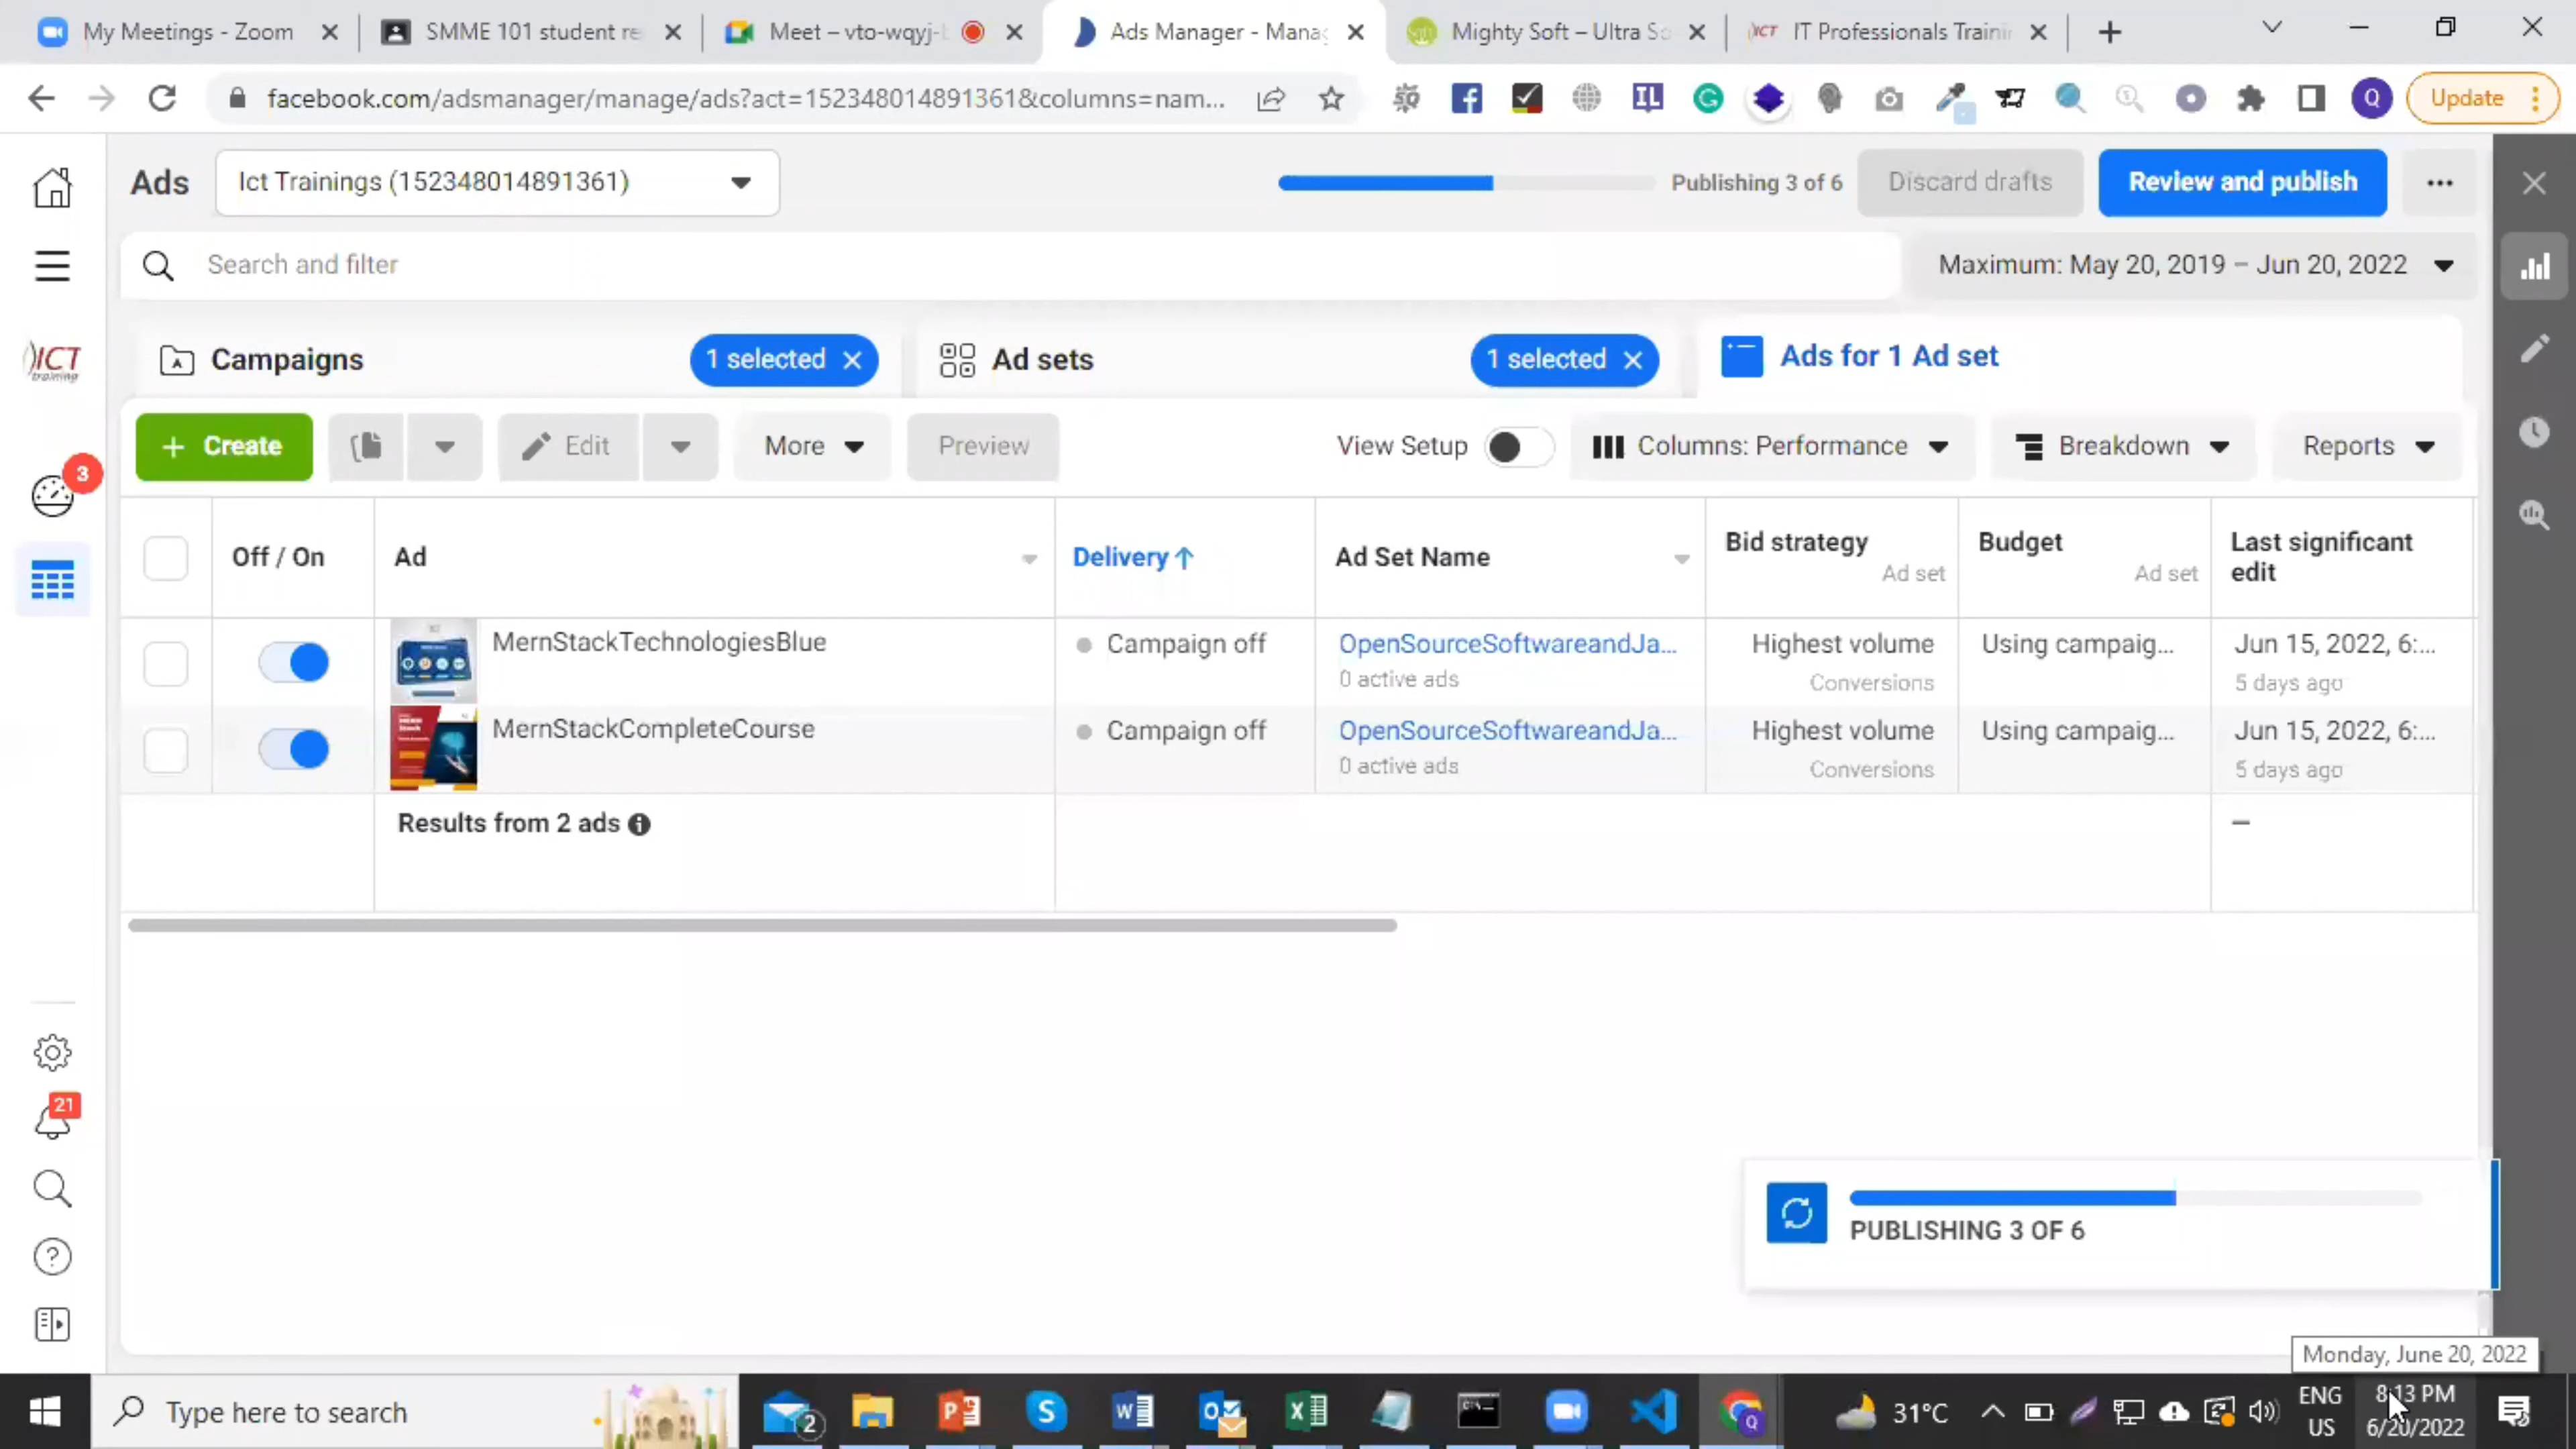 My Meetings - Zoom
SMME 101 student re
Meet – vto-wqyj-
Ads Manager - Manag
Mighty Soft – Ultra So
ICT IT Professionals Trainin
facebook.com/adsmanager/manage/ads?act=152348014891361&columns=nam...
IL
Q
Update
Ads
Ict Trainings (152348014891361)
Publishing 3 of 6
Discard drafts
Review and publish
Search and filter
Maximum: May 20, 2019 – Jun 20, 2022
ICT
training
Campaigns
1 selected
Ad sets
1 selected
Ads for 1 Ad set
+ Create
Edit
More
Preview
View Setup
Columns: Performance
Breakdown
Reports
3
Off / On
Ad
Delivery ↑
Ad Set Name
Bid strategy
Ad set
Budget
Ad set
Last significant
edit
MernStackTechnologiesBlue
Campaign off
OpenSourceSoftwareandJa...
0 active ads
Highest volume
Conversions
Using campaig...
Jun 15, 2022, 6:...
5 days ago
MernStackCompleteCourse
Campaign off
OpenSourceSoftwareandJa...
0 active ads
Highest volume
Conversions
Using campaig...
Jun 15, 2022, 6:...
5 days ago
Results from 2 ads
—
21
PUBLISHING 3 OF 6
Monday, June 20, 2022
Type here to search
2
31°C
ENG
US
8:13 PM
6/20/2022